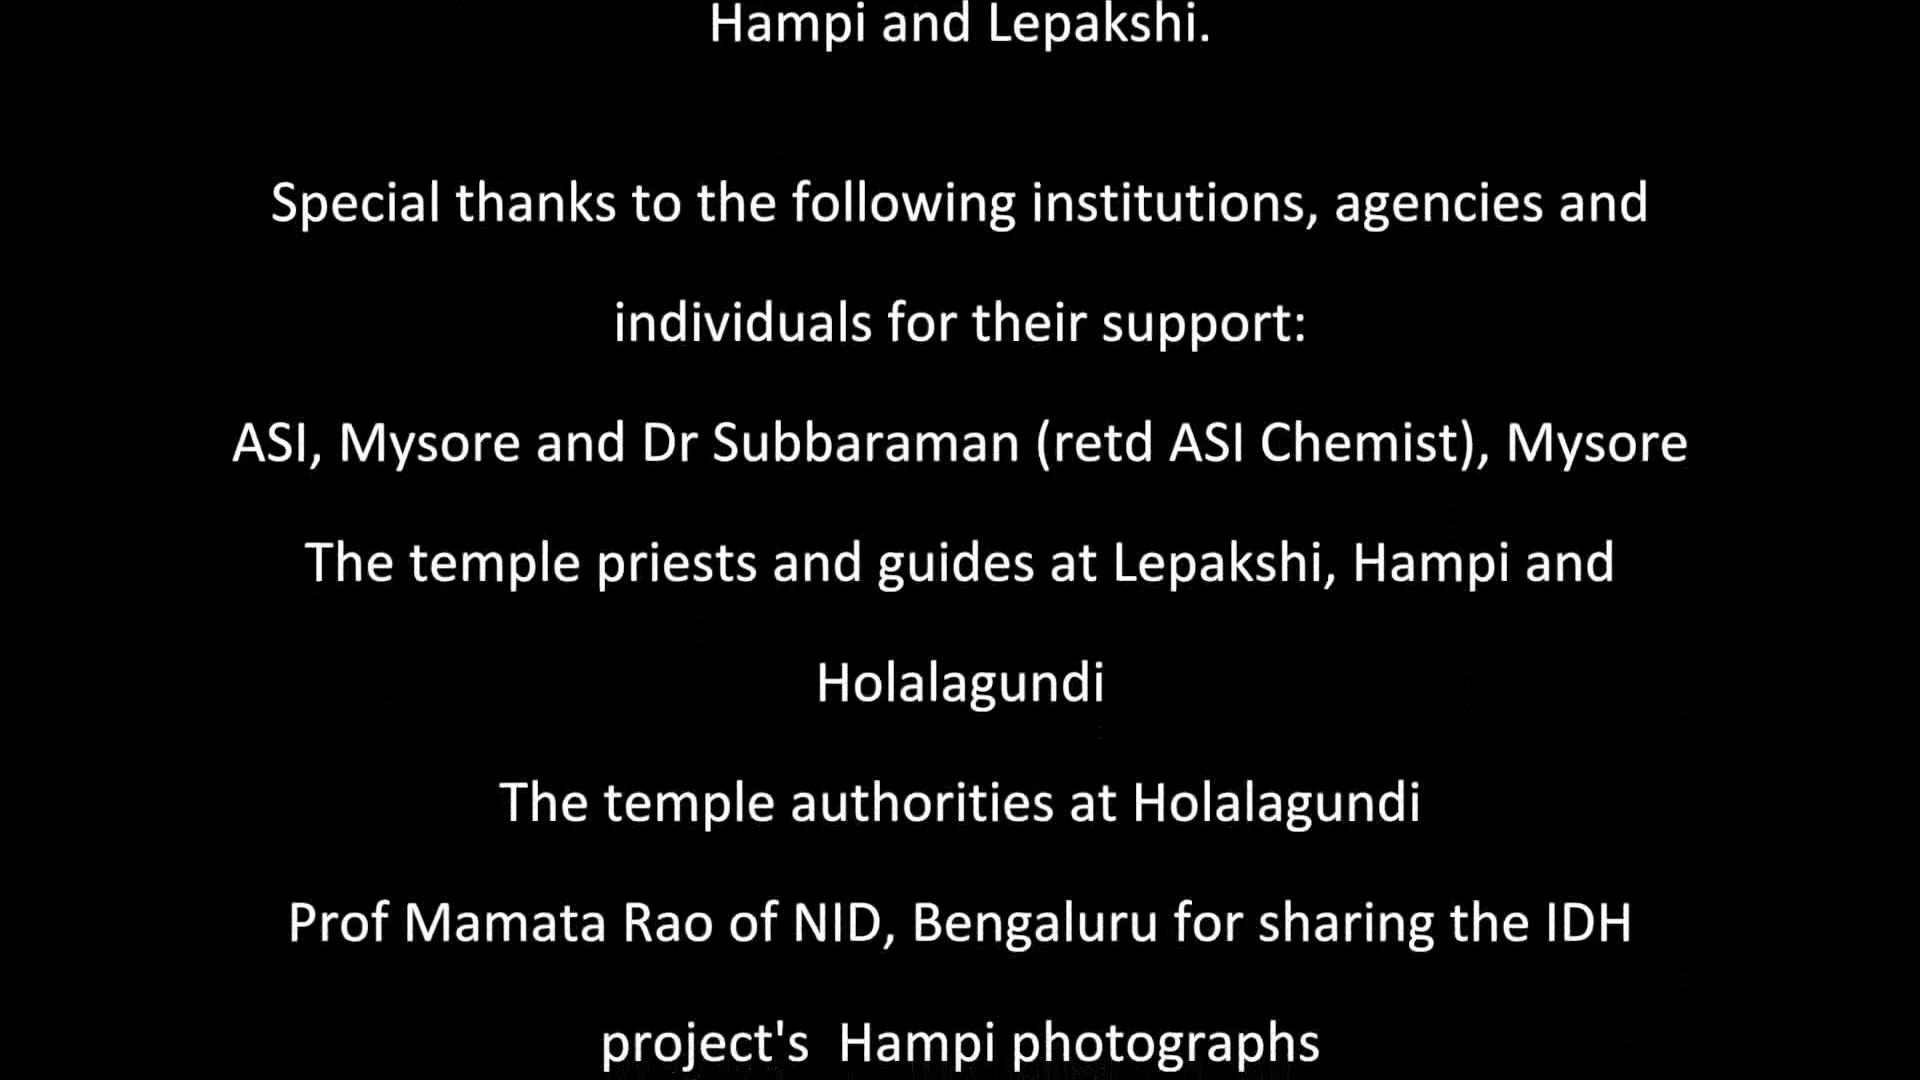 Hampi and Lepakshi.
Special thanks to the following institutions, agencies and
individuals for their support:
ASI, Mysore and Dr Subbaraman (retd ASI Chemist), Mysore
The temple priests and guides at Lepakshi, Hampi and
Holalagundi
The temple authorities at Holalagundi
Prof Mamata Rao of NID, Bengaluru for sharing the IDH
project's  Hampi photographs